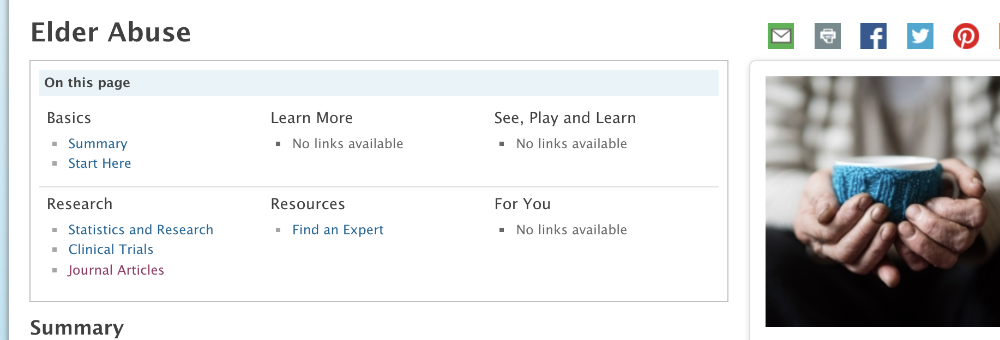 Elder Abuse
On this page
Basics
Summary
Start Here
Learn More
No links available
See, Play and Learn
No links available
Research
Statistics and Research
Clinical Trials
Journal Articles
Resources
Find an Expert
For You
No links available
Summary